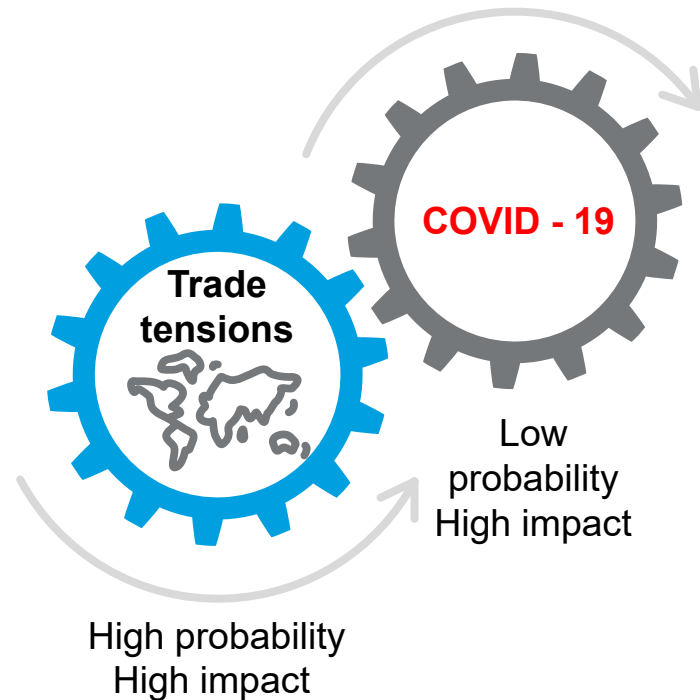 Trade
tensions
High probability
High impact
COVID - 19
Low
probability
High impact